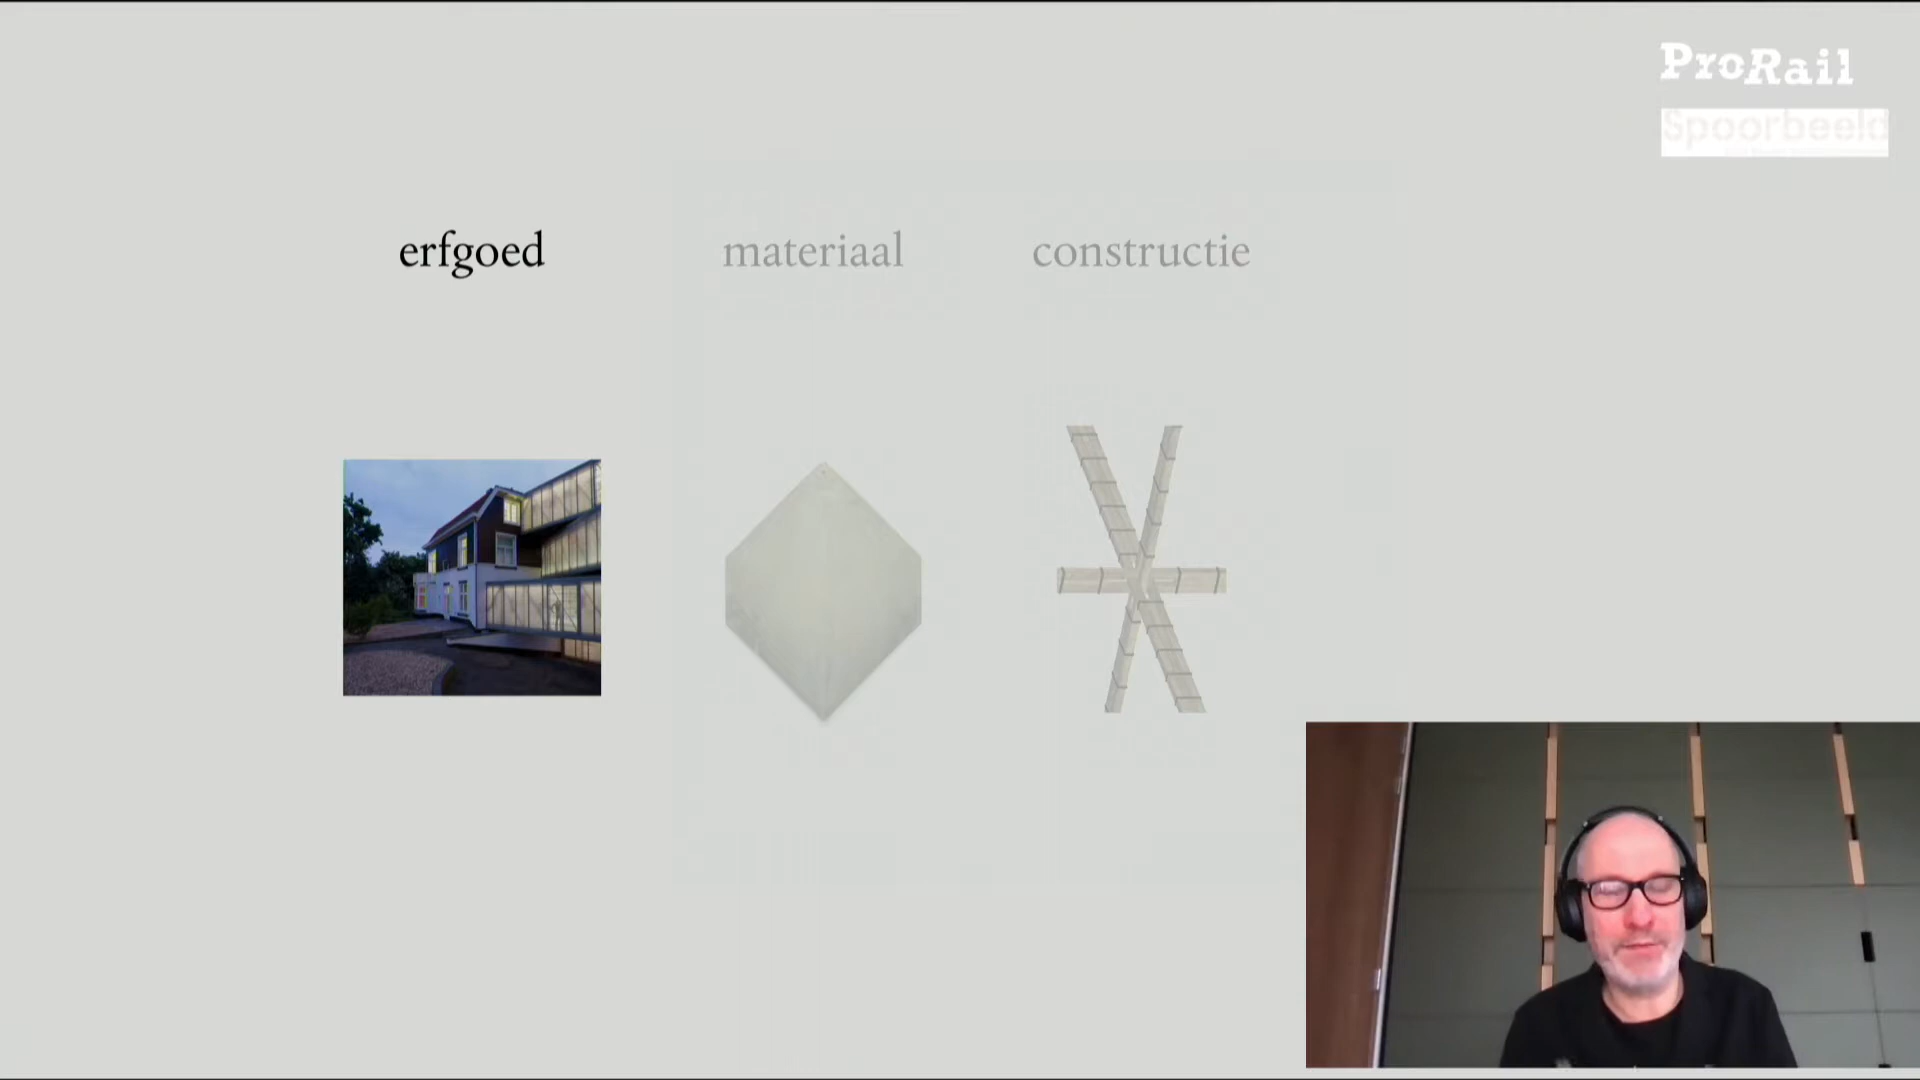 ProRail
Spoorbeeld
erfgoed
materiaal
constructie